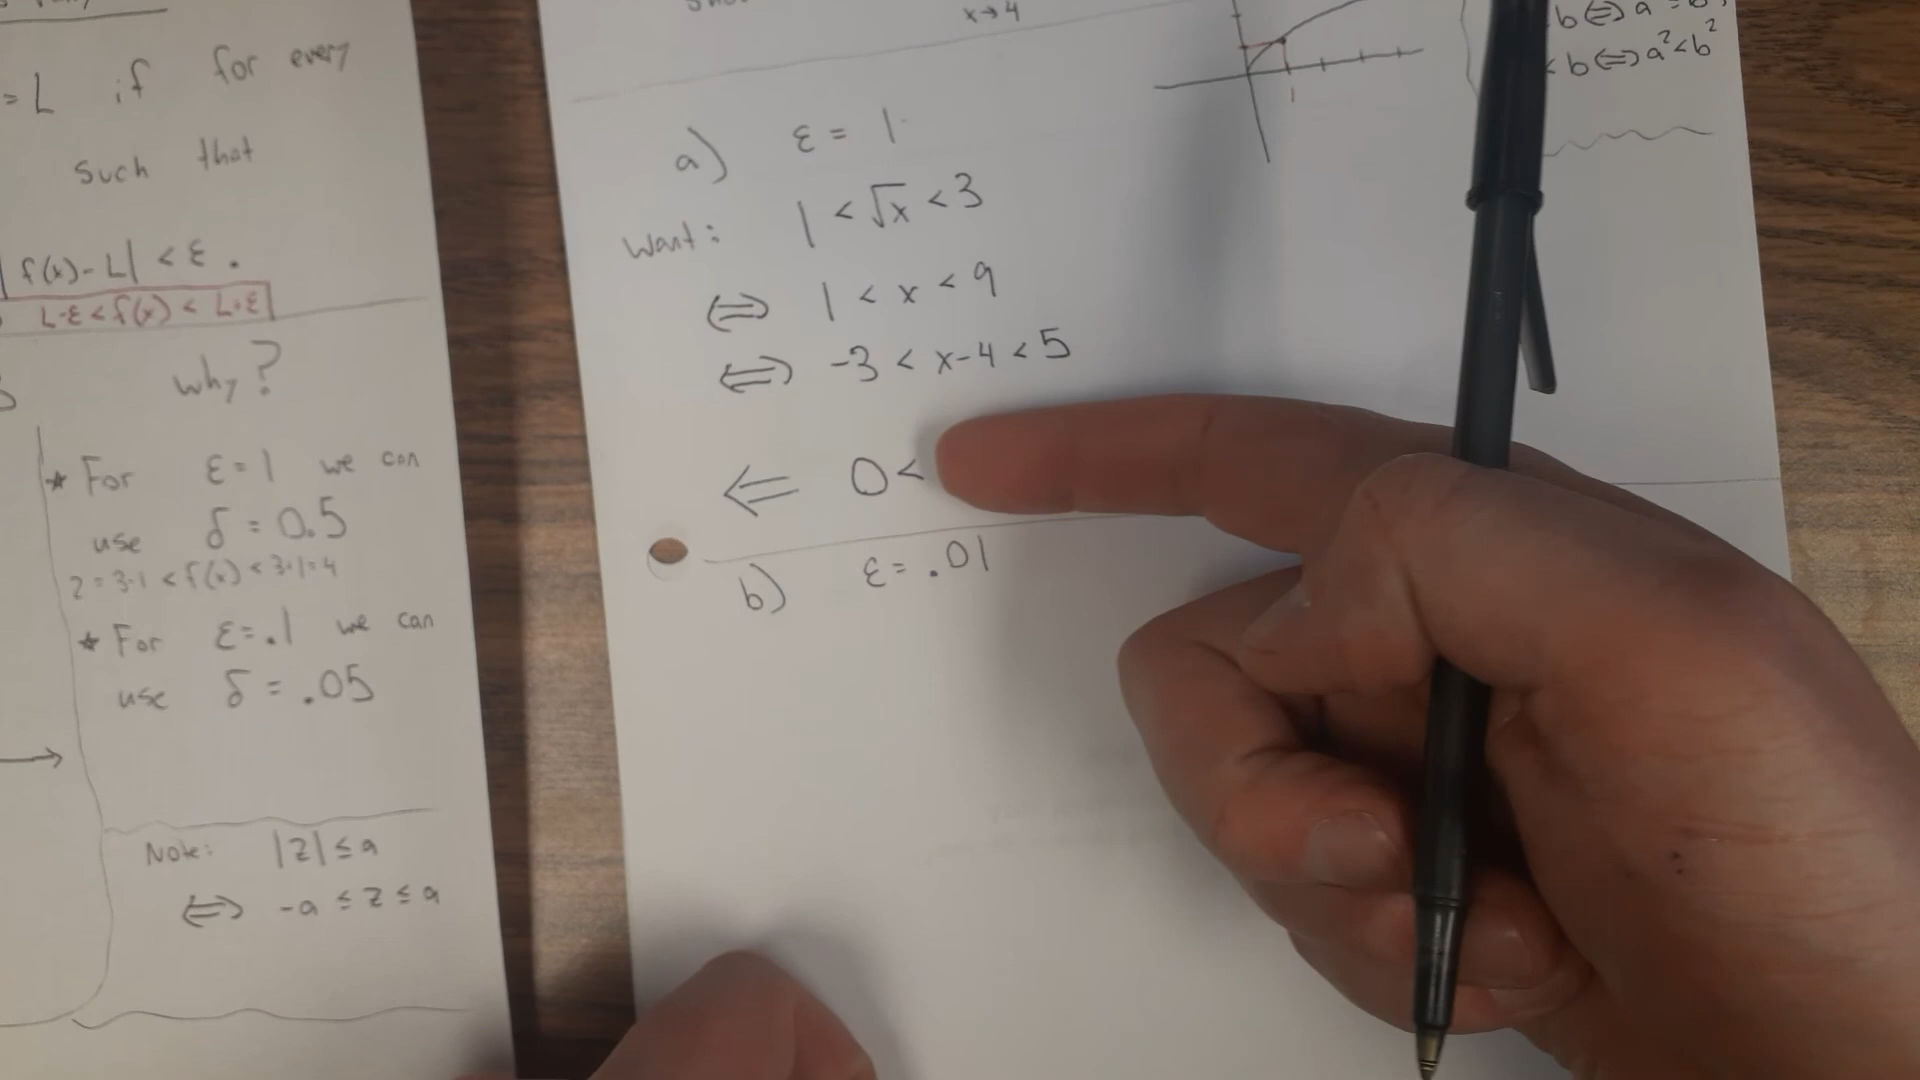 = L if for every
such that
|f(x)-L| < ε.
L-ε < f(x) < L+ε
why?
* For ε = 1 we can
use δ = 0.5
2 = 3-1 < f(x) < 3+1 = 4
* For ε = .1 we can
use δ = .05
Note: |z| ≤ a
⇔ -a ≤ z ≤ a
x→4
a) ε = 1
Want: 1 < √x < 3
⇔ 1 < x < 9
⇔ -3 < x-4 < 5
⇐ 0 <
b) ε = .01
1
b ⇔ a
< b ⇔ a² < b²